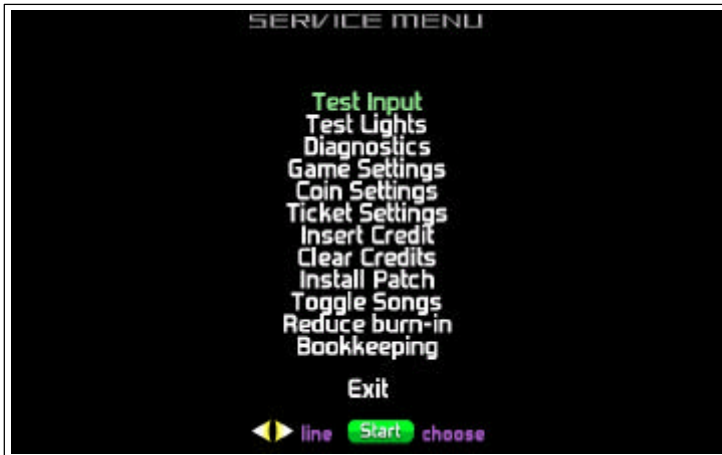 SERVICE MENU
Test Input
Test Lights
Diagnostics
Game Settings
Coin Settings
Ticket Settings
Insert Credit
Clear Credits
Install Patch
Toggle Songs
Reduce burn-in
Bookkeeping
Exit
line Start choose